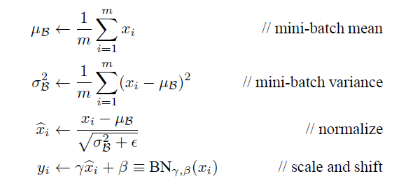 μ_B ← 1/m ∑_{i=1}^{m} x_i // mini-batch mean
σ_B^2 ← 1/m ∑_{i=1}^{m} (x_i − μ_B)^2 // mini-batch variance
x̂_i ← (x_i − μ_B) / √(σ_B^2 + ϵ) // normalize
y_i ← γx̂_i + β ≡ BN_{γ,β}(x_i) // scale and shift